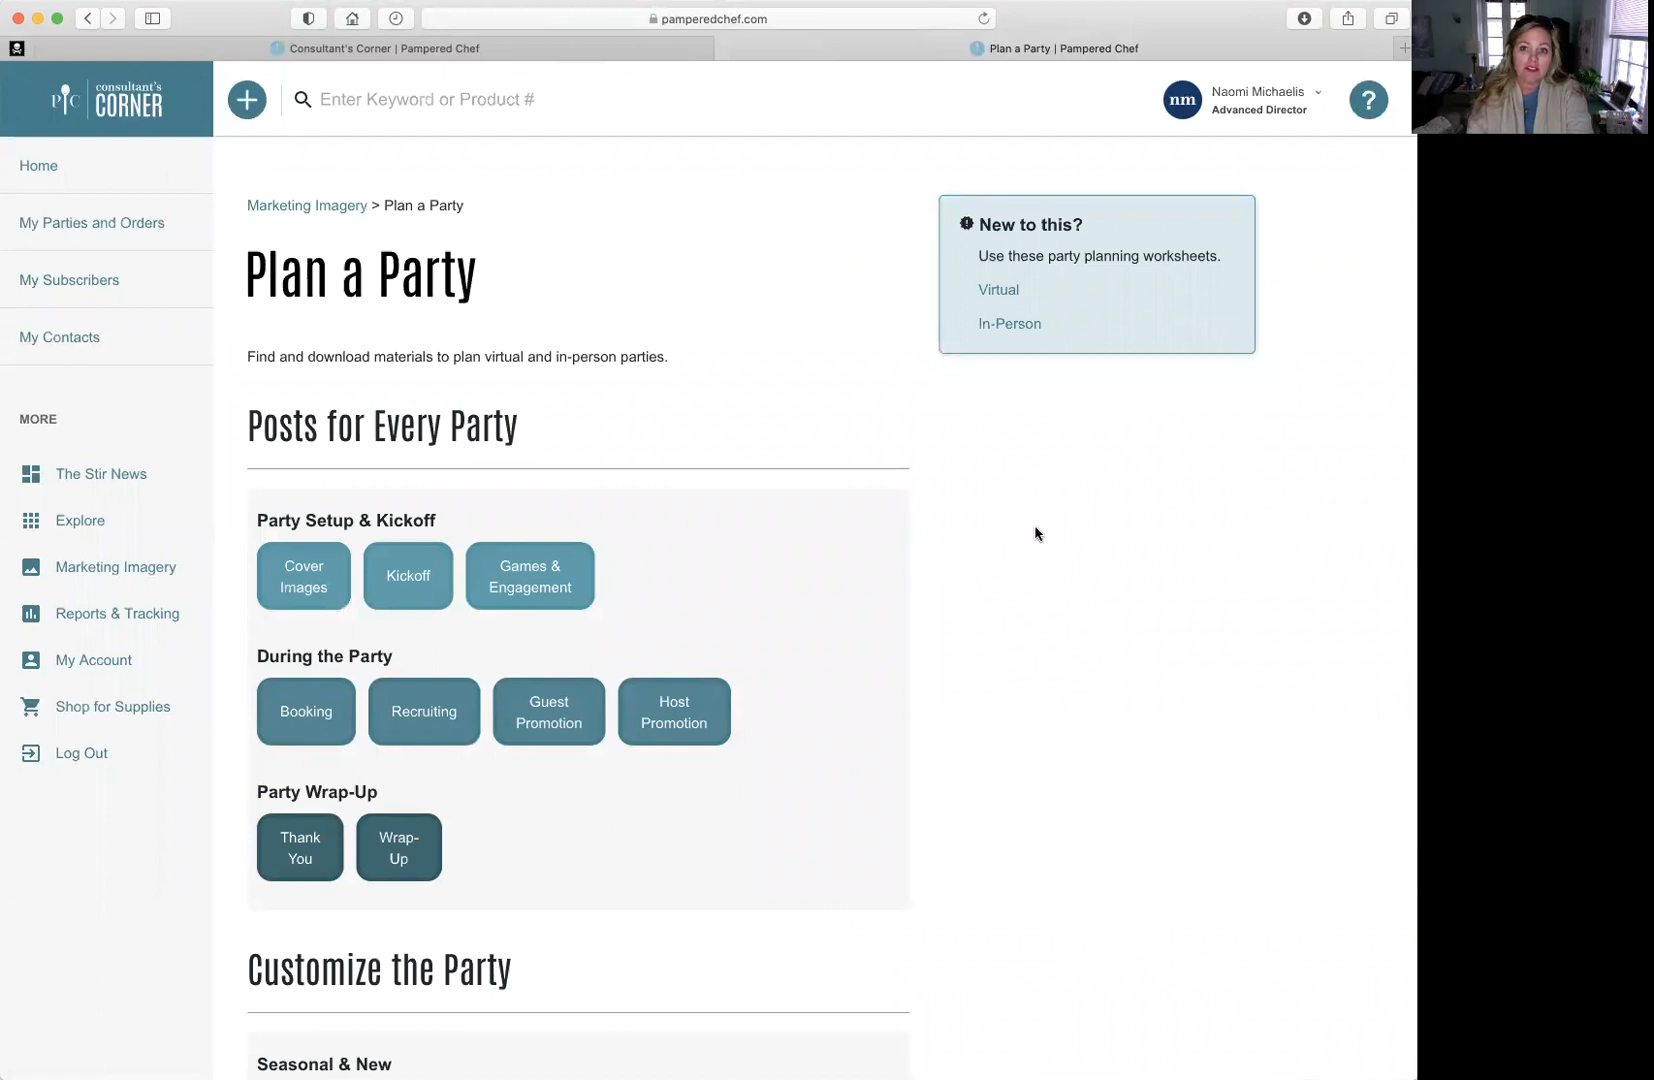 pamperedchef.com
Consultant's Corner | Pampered Chef
Plan a Party | Pampered Chef
consultant's
CORNER
Enter Keyword or Product #
nm
Naomi Michaelis
Advanced Director
?
Home
My Parties and Orders
My Subscribers
My Contacts
MORE
The Stir News
Explore
Marketing Imagery
Reports & Tracking
My Account
Shop for Supplies
Log Out
Marketing Imagery > Plan a Party
Plan a Party
Find and download materials to plan virtual and in-person parties.
Posts for Every Party
Party Setup & Kickoff
Cover
Images
Kickoff
Games &
Engagement
During the Party
Booking
Recruiting
Guest
Promotion
Host
Promotion
Party Wrap-Up
Thank
You
Wrap-
Up
Customize the Party
Seasonal & New
New to this?
Use these party planning worksheets.
Virtual
In-Person